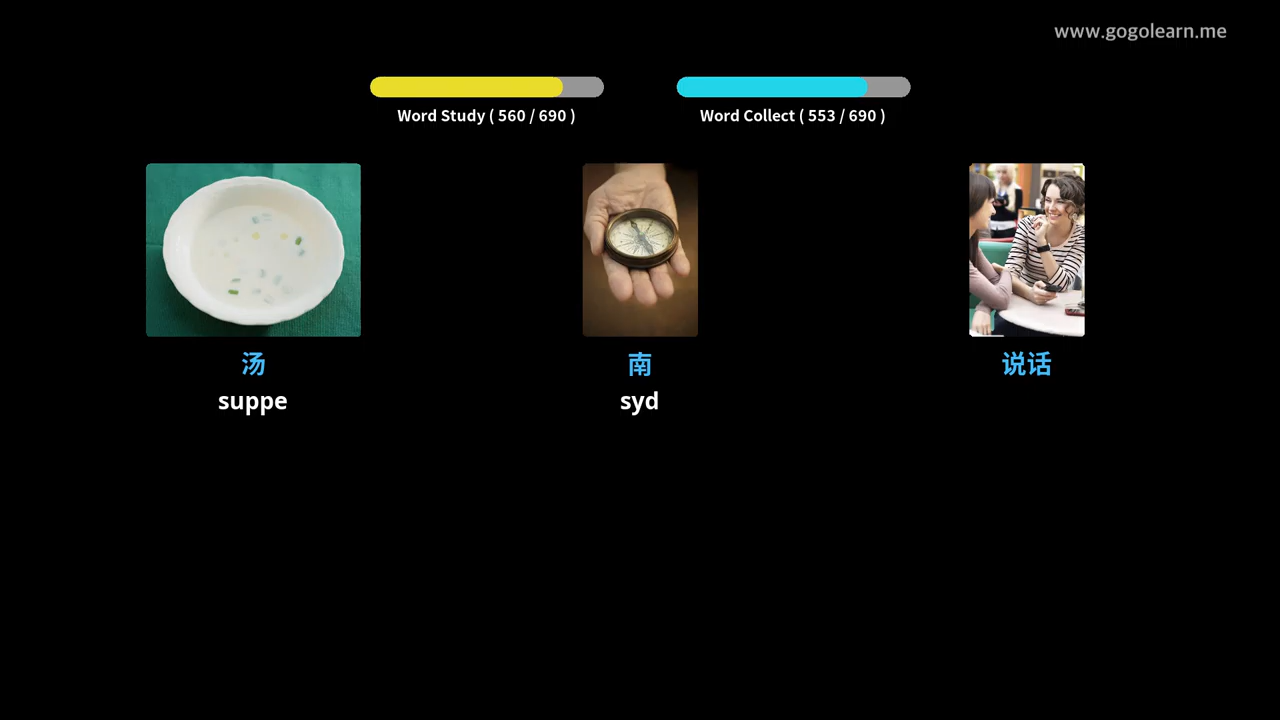 www.gogolearn.me
Word Study ( 560 / 690 )
Word Collect ( 553 / 690 )
汤
suppe
南
syd
说话